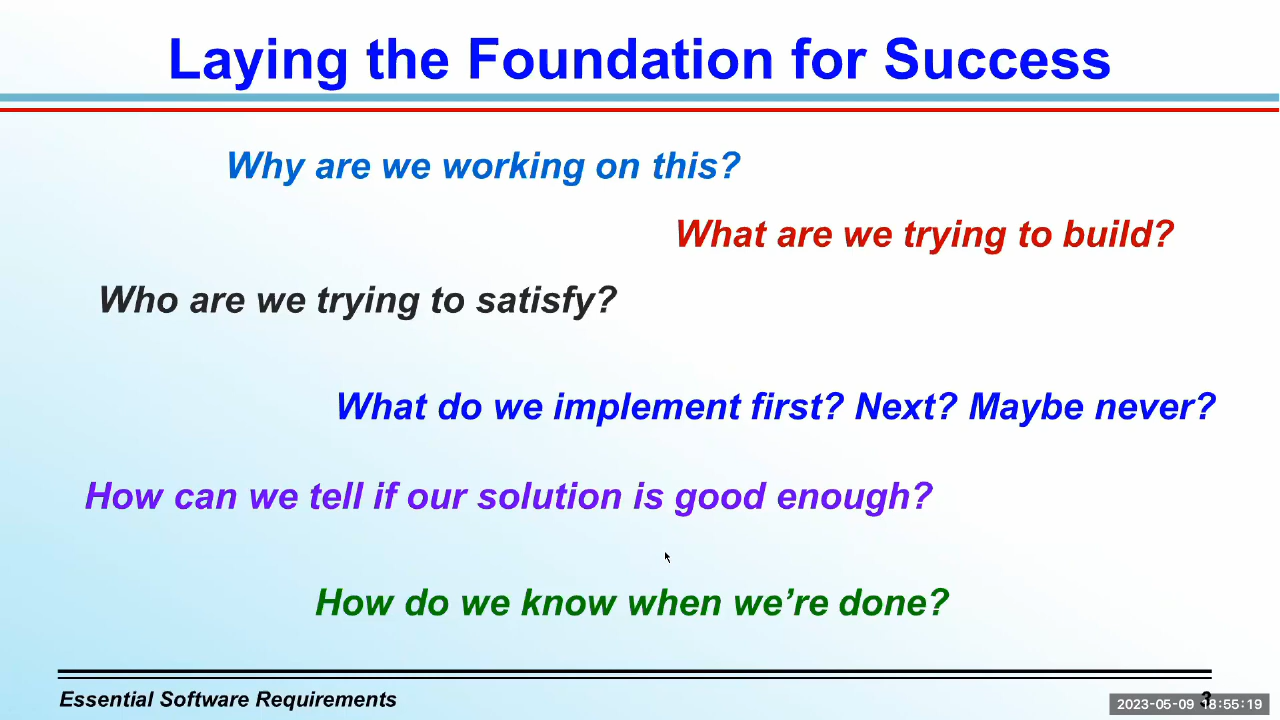 Laying the Foundation for Success
Why are we working on this?
What are we trying to build?
Who are we trying to satisfy?
What do we implement first? Next? Maybe never?
How can we tell if our solution is good enough?
How do we know when we’re done?
Essential Software Requirements
3
2023-05-09 18:55:19